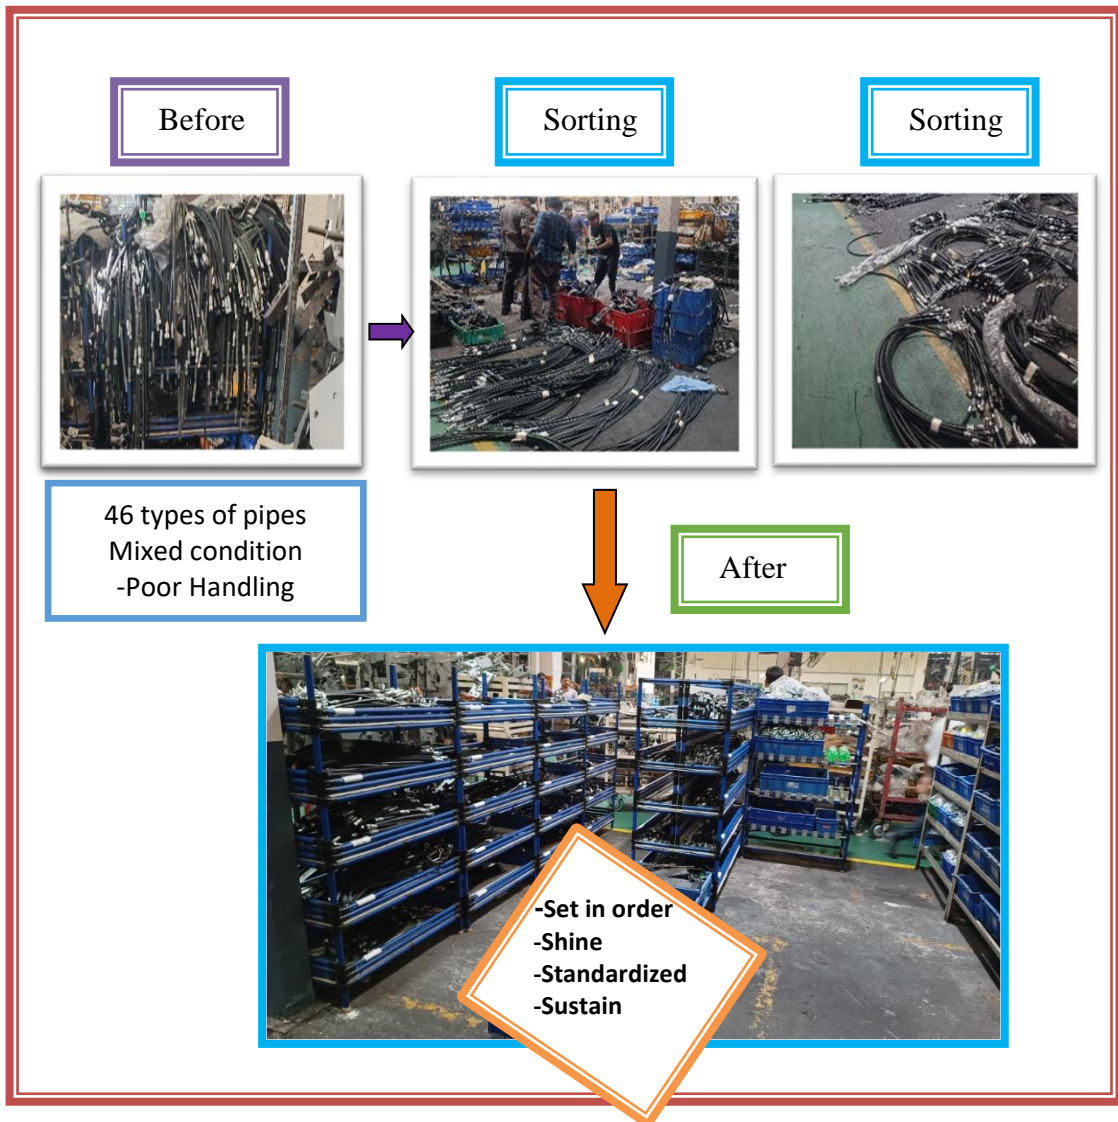 Before
Sorting
Sorting
46 types of pipes
Mixed condition
-Poor Handling
After
-Set in order
-Shine
-Standardized
-Sustain